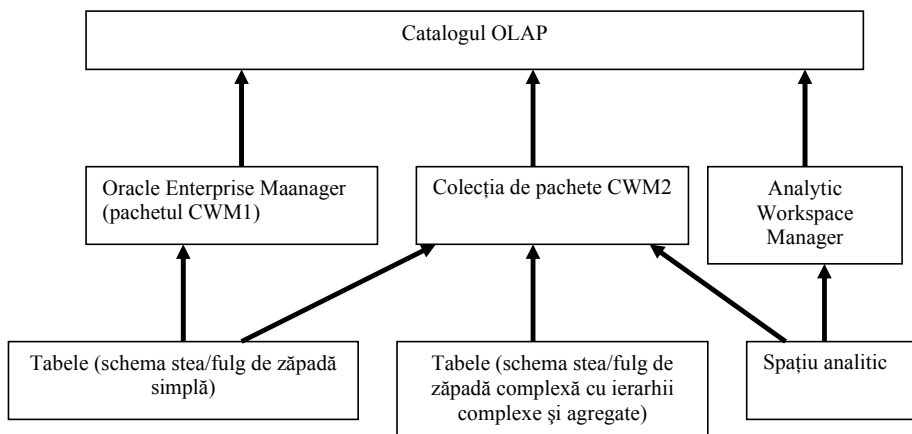 Catalogul OLAP
Oracle Enterprise Maanager
(pachetul CWM1)
Colecția de pachete CWM2
Analytic
Workspace
Manager
Tabele (schema stea/fulg de zăpadă
simplă)
Tabele (schema stea/fulg de
zăpadă complexă cu ierarhii
complexe şi agregate)
Spațiu analitic